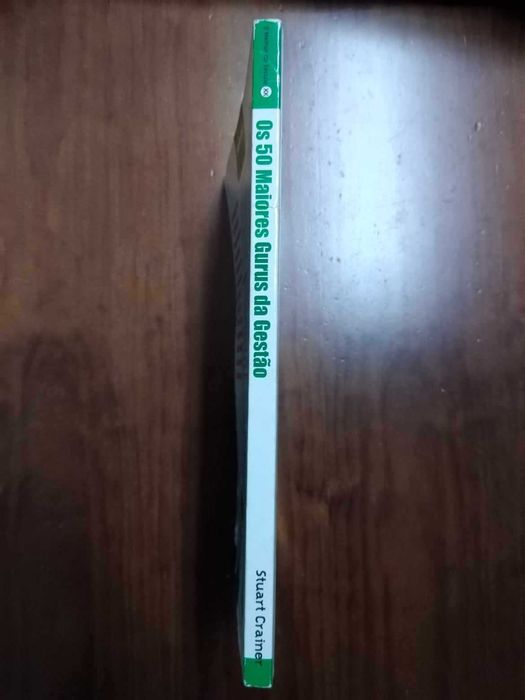 Os 50 Maiores Gurus da Gestão
Stuart Crainer